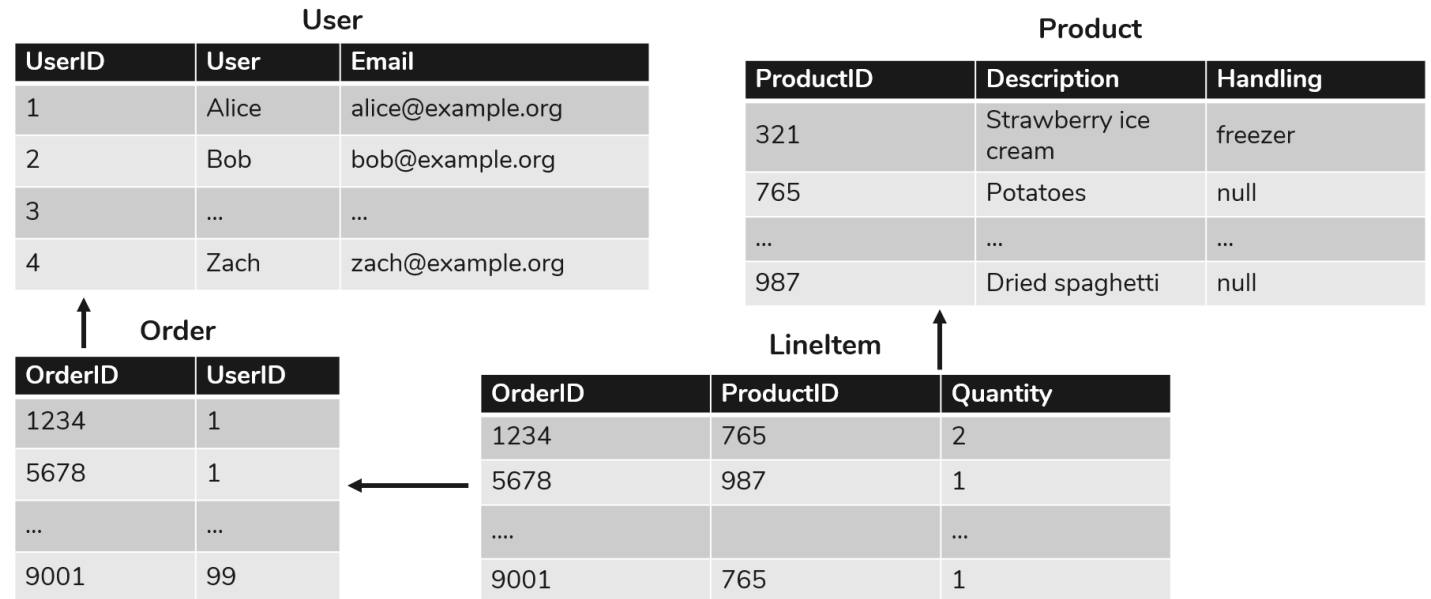 User
UserID User Email
1 Alice alice@example.org
2 Bob bob@example.org
3 ... ...
4 Zach zach@example.org
Product
ProductID Description Handling
321 Strawberry ice cream freezer
765 Potatoes null
... ... ...
987 Dried spaghetti null
Order
OrderID UserID
1234 1
5678 1
... ...
9001 99
LineItem
OrderID ProductID Quantity
1234 765 2
5678 987 1
.... ...
9001 765 1